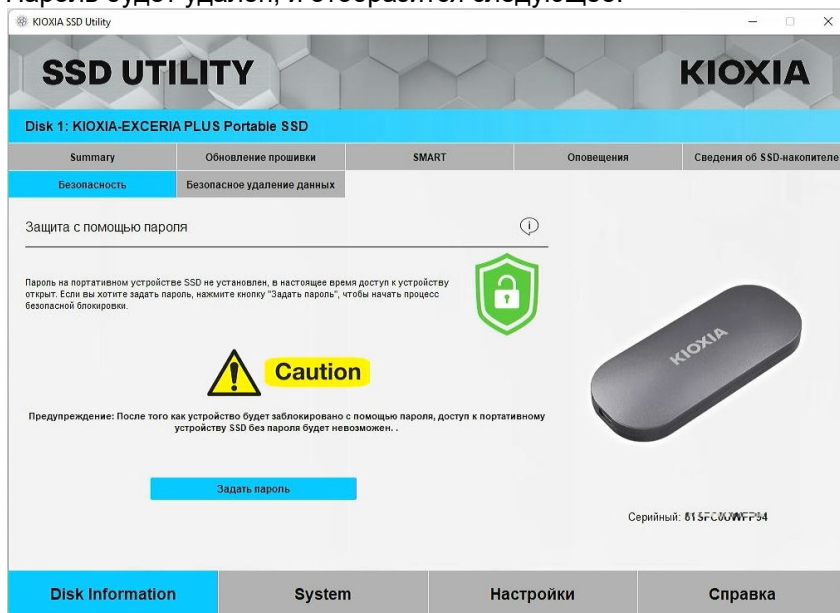 Пароль будет удален, и отобразится следующее:
KIOXIA SSD Utility
SSD UTILITY
KIOXIA
Disk 1: KIOXIA-EXCERIA PLUS Portable SSD
Summary
Обновление прошивки
SMART
Оповещения
Сведения об SSD-накопителе
Безопасность
Безопасное удаление данных
Защита с помощью пароля
Пароль на портативном устройстве SSD не установлен, в настоящее время доступ к устройству
открыт. Если вы хотите задать пароль, нажмите кнопку "Задать пароль", чтобы начать процесс
безопасной блокировки.
Caution
Предупреждение: После того как устройство будет заблокировано с помощью пароля, доступ к портативному
устройству SSD без пароля будет невозможен. .
Задать пароль
KIOXIA
Серийный:
Disk Information
System
Настройки
Справка